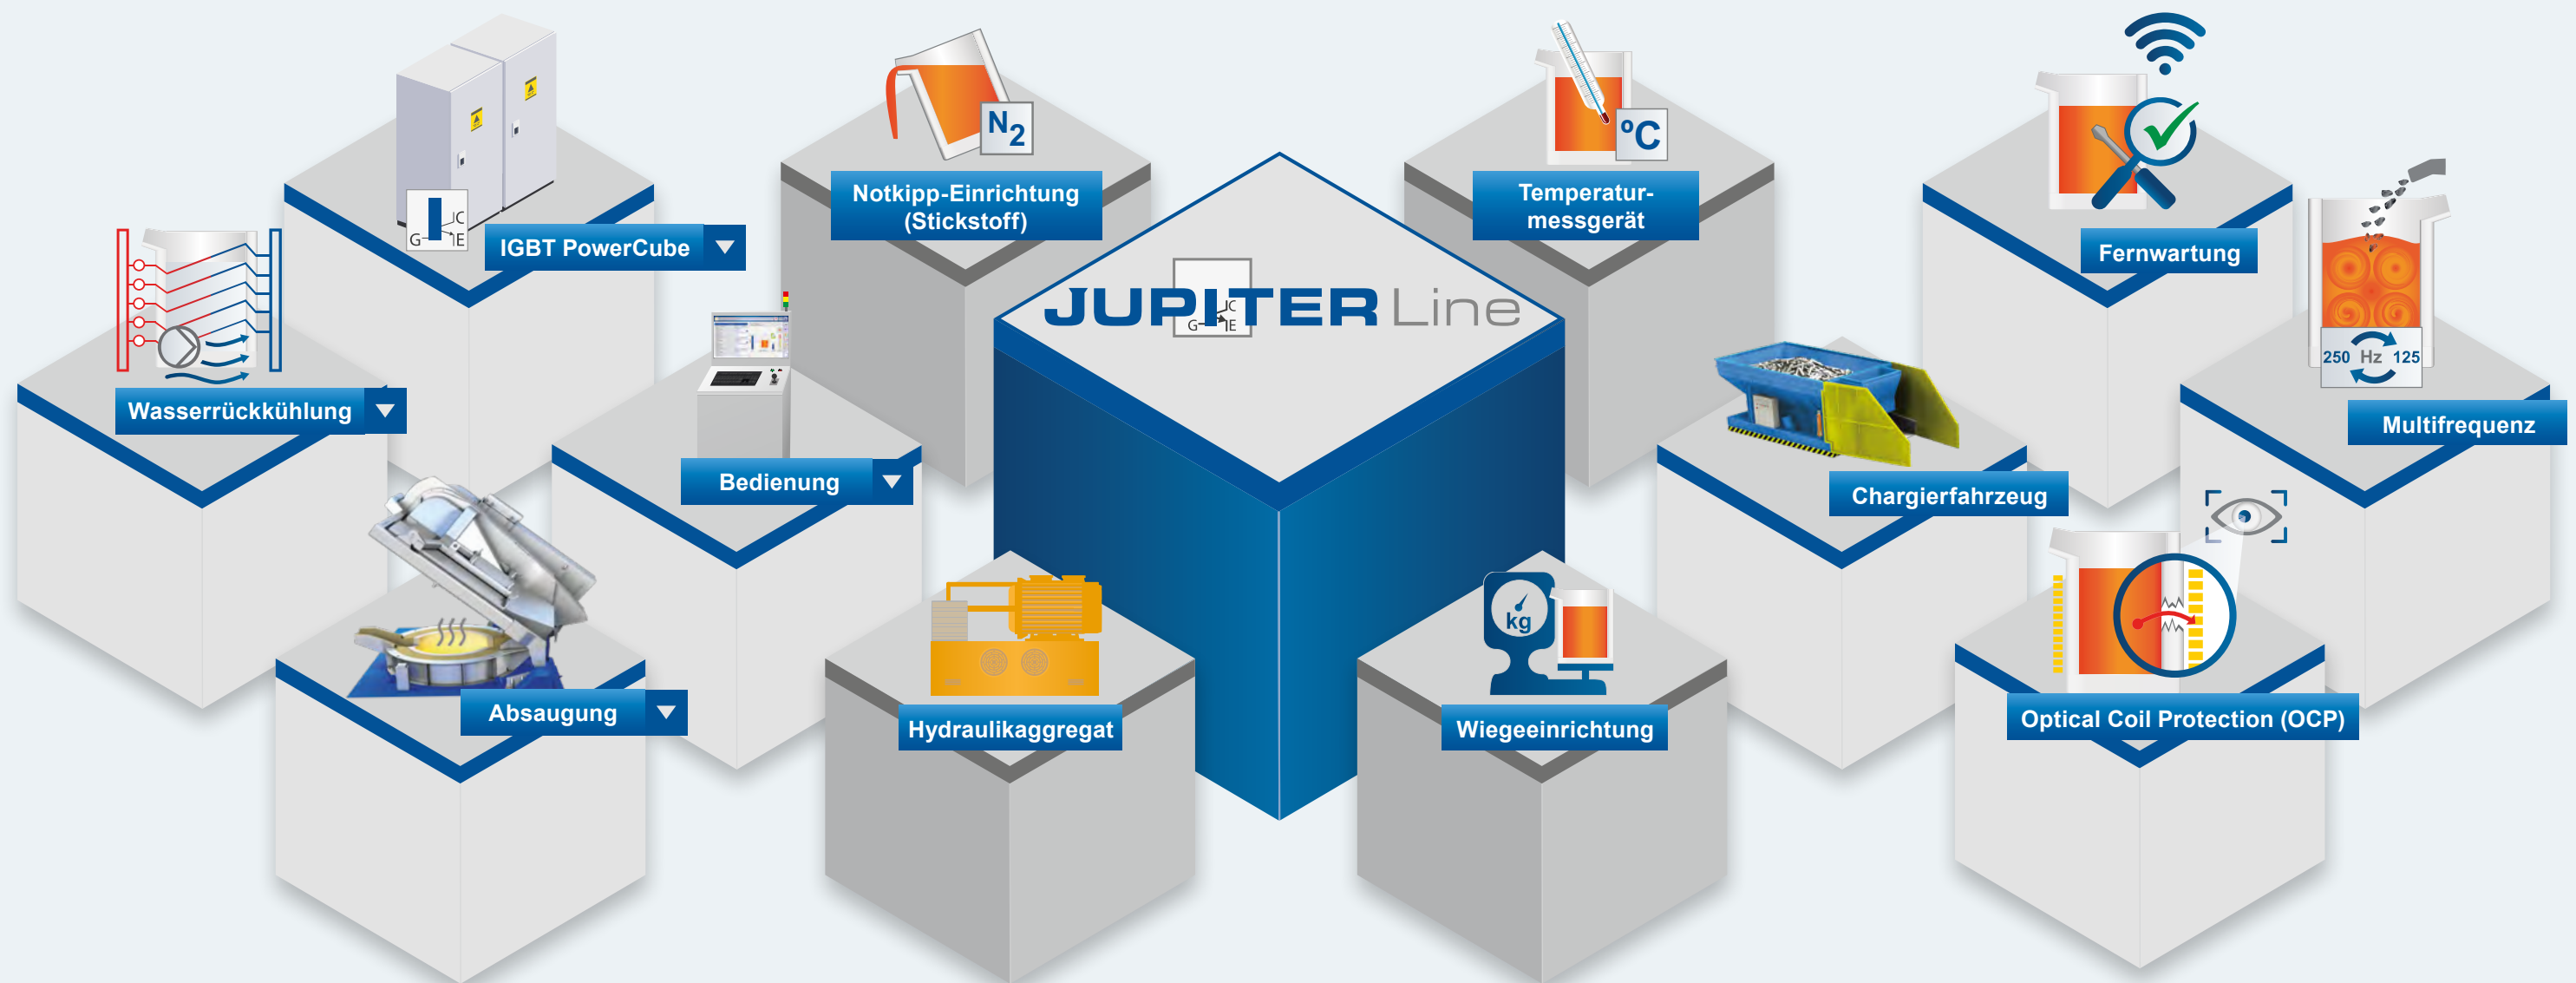 N2
Notkipp-Einrichtung
(Stickstoff)
°C
Temperatur-
messgerät
Fernwartung
G C E
IGBT PowerCube
JUPITER Line
G C E
250 Hz 125
Multifrequenz
Wasserrückkühlung
Bedienung
Chargierfahrzeug
kg
Absaugung
Hydraulikaggregat
Wiegeeinrichtung
Optical Coil Protection (OCP)